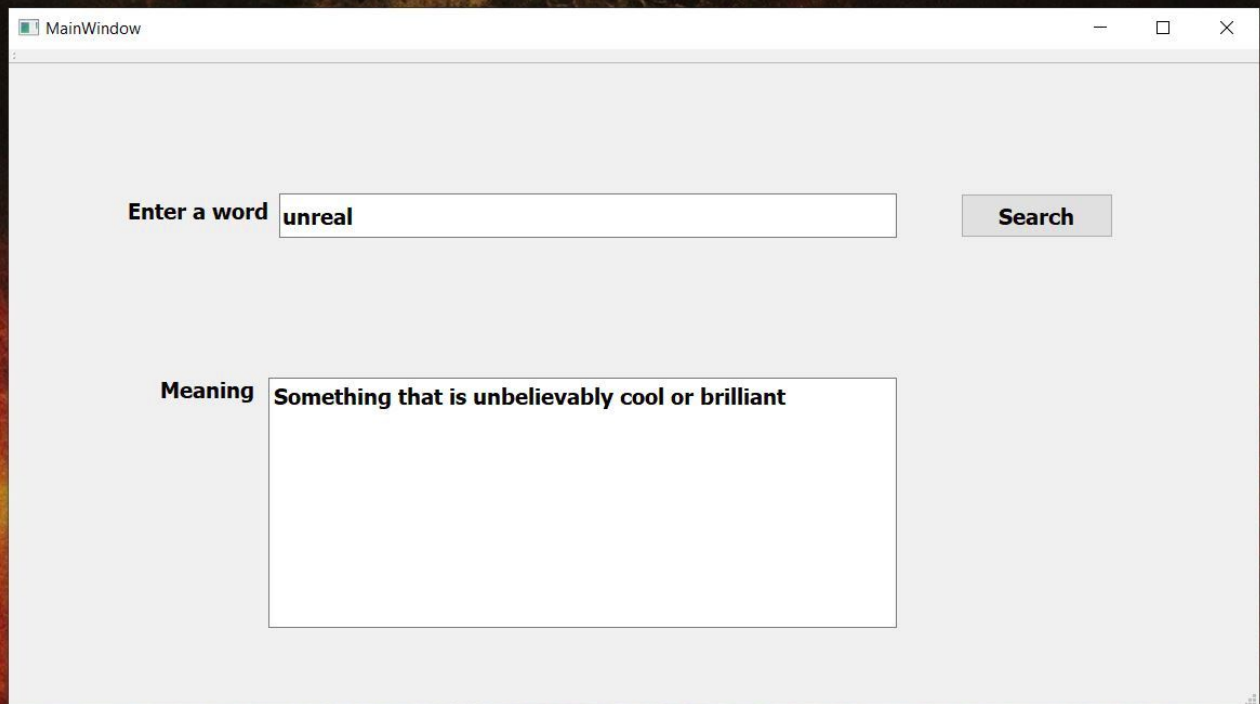 MainWindow
Enter a word
unreal
Search
Meaning
Something that is unbelievably cool or brilliant